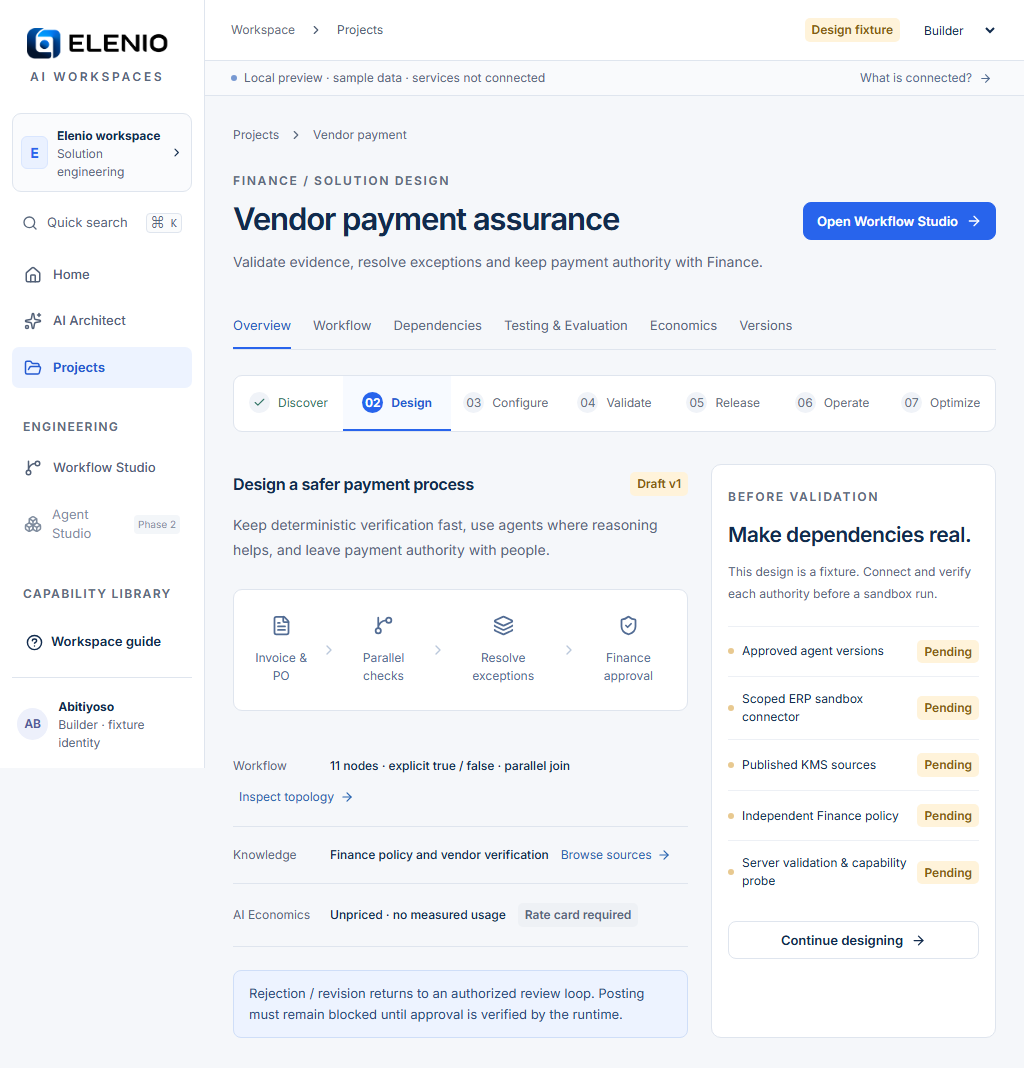 ELENIO
AI WORKSPACES
E
Elenio workspace
Solution
engineering
Quick search
⌘ K
Home
AI Architect
Projects
ENGINEERING
Workflow Studio
Agent
Studio
Phase 2
CAPABILITY LIBRARY
Workspace guide
AB
Abitiyoso
Builder · fixture
identity
Workspace
Projects
Design fixture
Builder
Local preview · sample data · services not connected
What is connected?
Projects
Vendor payment
FINANCE / SOLUTION DESIGN
Vendor payment assurance
Open Workflow Studio
Validate evidence, resolve exceptions and keep payment authority with Finance.
Overview
Workflow
Dependencies
Testing & Evaluation
Economics
Versions
Discover
02 Design
03 Configure
04 Validate
05 Release
06 Operate
07 Optimize
Design a safer payment process
Draft v1
Keep deterministic verification fast, use agents where reasoning
helps, and leave payment authority with people.
Invoice &
PO
Parallel
checks
Resolve
exceptions
Finance
approval
Workflow
11 nodes · explicit true / false · parallel join
Inspect topology
Knowledge
Finance policy and vendor verification
Browse sources
AI Economics
Unpriced · no measured usage
Rate card required
Rejection / revision returns to an authorized review loop. Posting
must remain blocked until approval is verified by the runtime.
BEFORE VALIDATION
Make dependencies real.
This design is a fixture. Connect and verify
each authority before a sandbox run.
Approved agent versions
Pending
Scoped ERP sandbox
connector
Pending
Published KMS sources
Pending
Independent Finance policy
Pending
Server validation & capability
probe
Pending
Continue designing